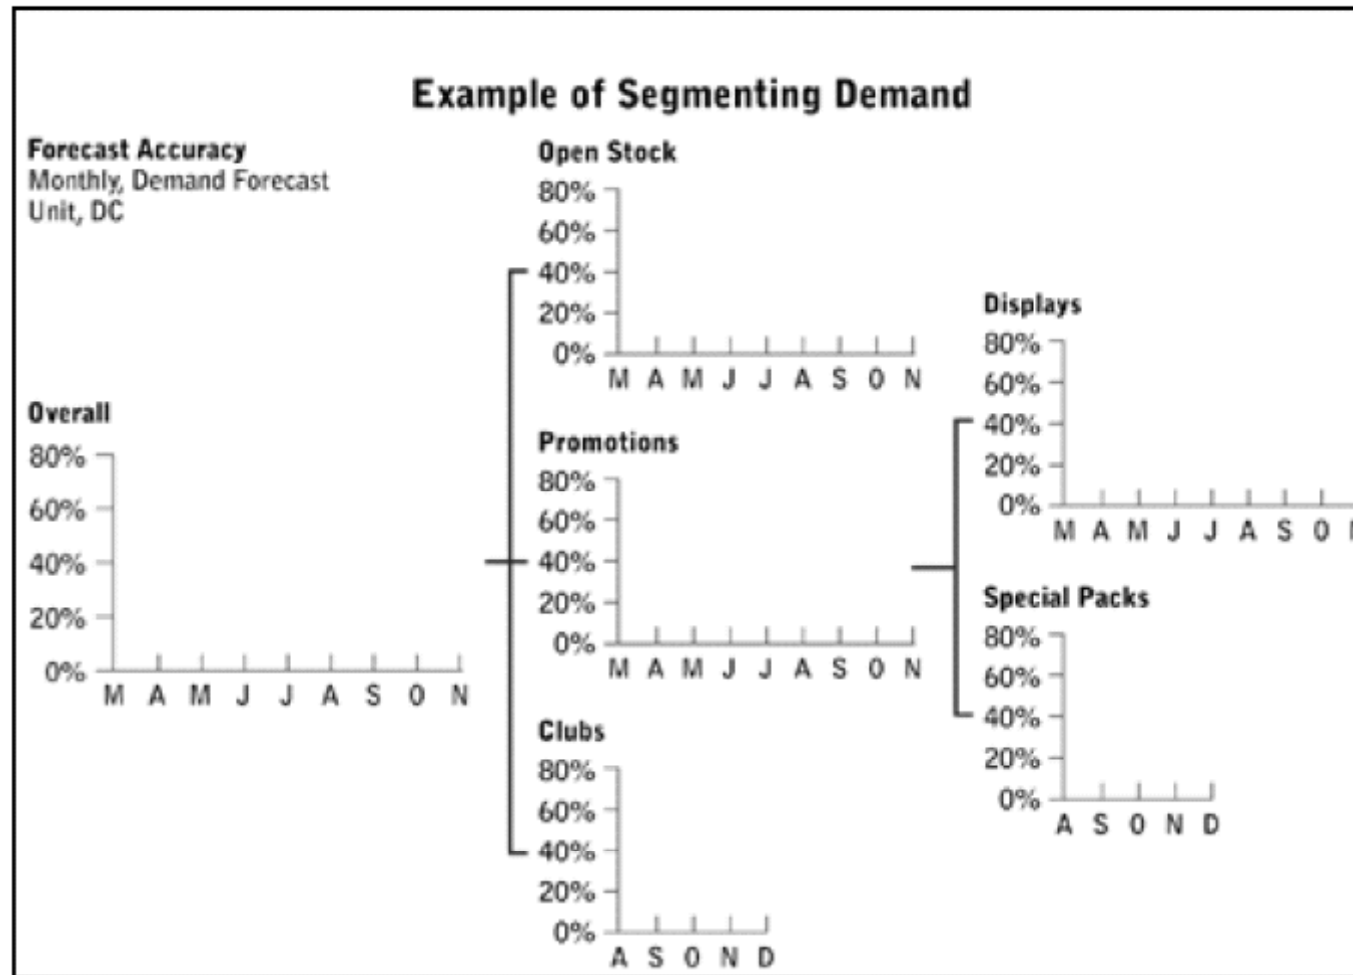 Example of Segmenting Demand
Forecast Accuracy
Monthly, Demand Forecast
Unit, DC
Overall
80%
60%
40%
20%
0%
M A M J J A S O N
Open Stock
80%
60%
40%
20%
0%
M A M J J A S O N
Promotions
80%
60%
40%
20%
0%
M A M J J A S O N
Clubs
80%
60%
40%
20%
0%
A S O N D
Displays
80%
60%
40%
20%
0%
M A M J J A S O
Special Packs
80%
60%
40%
20%
0%
A S O N D